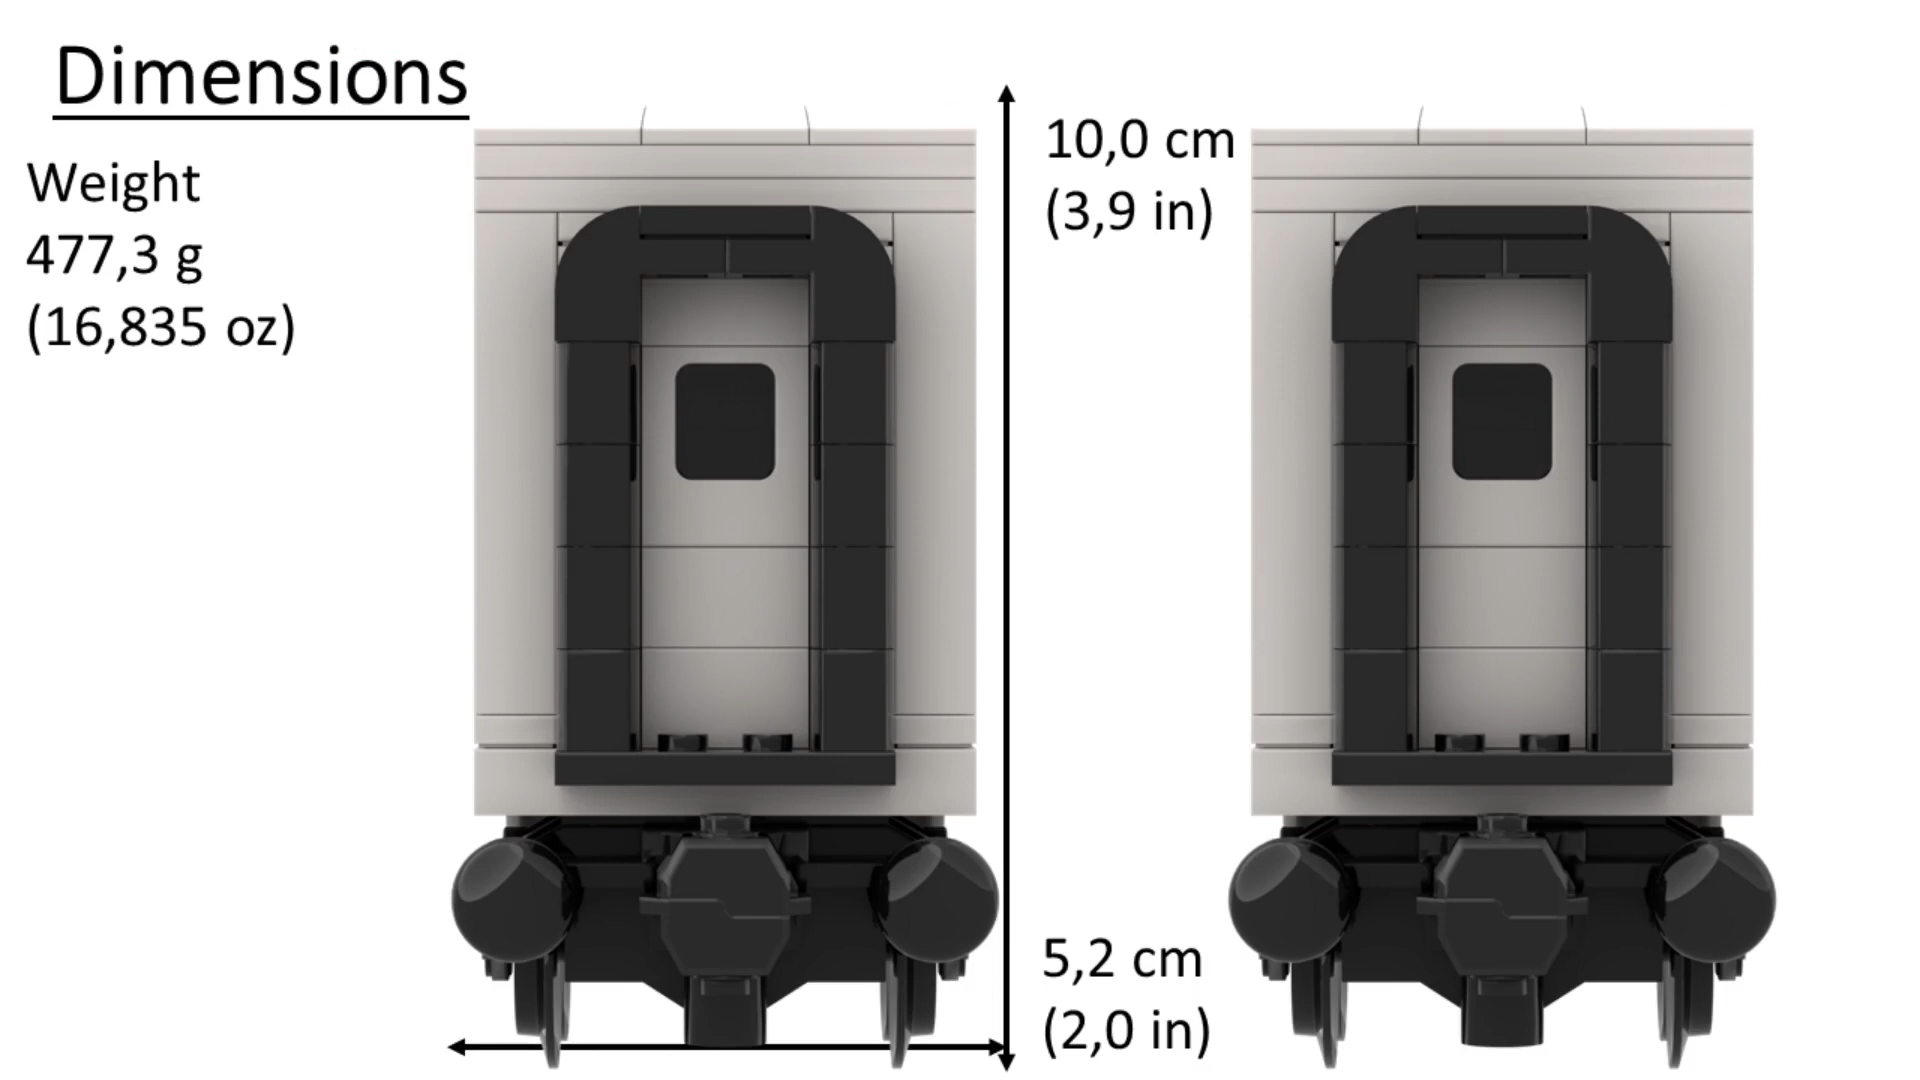 Dimensions
Weight
477,3 g
(16,835 oz)
10,0 cm
(3,9 in)
5,2 cm
(2,0 in)